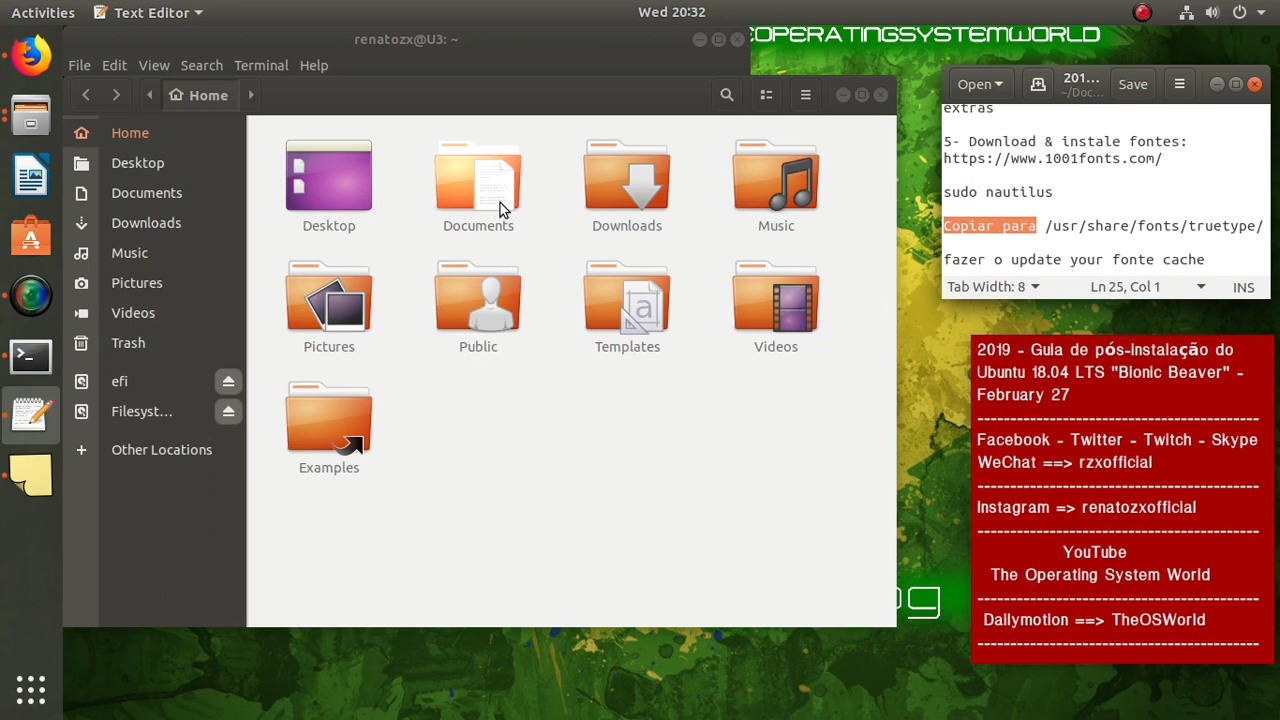 Activities
Text Editor
Wed 20:32
OPERATINGSYSTEMWORLD
renatozx@U3: ~
File Edit View Search Terminal Help
Home
Home
Desktop
Documents
Downloads
Music
Pictures
Videos
Trash
efi
Filesyst...
Other Locations
Desktop
Documents
Downloads
Music
Pictures
Public
Templates
Videos
Examples
Open
201...
~/Doc...
Save
extras
5- Download & instale fontes:
https://www.1001fonts.com/
sudo nautilus
Copiar para /usr/share/fonts/truetype/
fazer o update your fonte cache
Tab Width: 8
Ln 25, Col 1
INS
2019 - Guia de pós-Instalação do
Ubuntu 18.04 LTS "Bionic Beaver" -
February 27
-------------------------------------------
Facebook - Twitter - Twitch - Skype
WeChat ==> rzxofficial
-------------------------------------------
Instagram => renatozxofficial
-------------------------------------------
YouTube
The Operating System World
-------------------------------------------
Dailymotion ==> TheOSWorld
-------------------------------------------